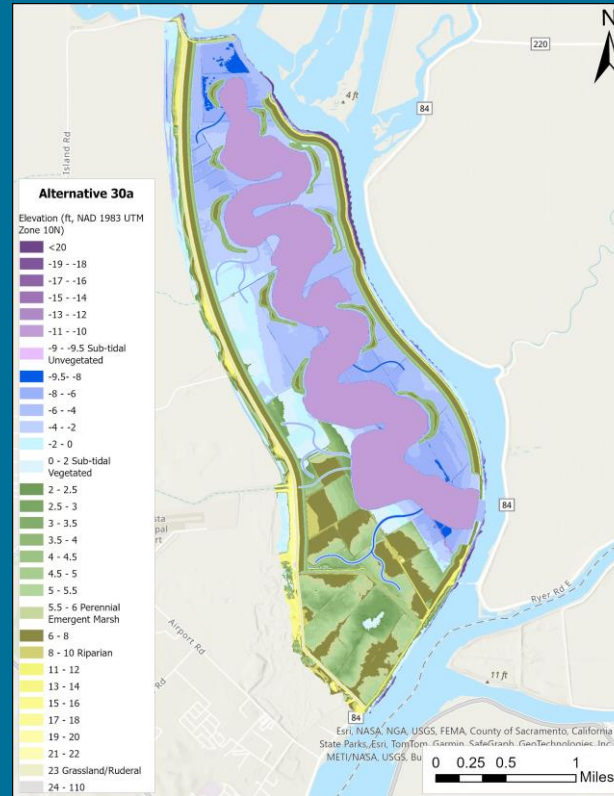 N
220
84
4 ft
Island Rd
Alternative 30a
Elevation (ft, NAD 1983 UTM
Zone 10N)
<20
-19 - -18
-17 - -16
-15 - -14
-13 - -12
-11 - -10
-9 - -9.5 Sub-tidal
Unvegetated
-9.5- -8
-8 - -6
-6 - -4
-4 - -2
-2 - 0
0 - 2 Sub-tidal
Vegetated
2 - 2.5
2.5 - 3
3 - 3.5
3.5 - 4
4 - 4.5
4.5 - 5
5 - 5.5
5.5 - 6 Perennial
Emergent Marsh
6 - 8
8 - 10 Riparian
11 - 12
13 - 14
15 - 16
17 - 18
19 - 20
21 - 22
23 Grassland/Ruderal
24 - 110
84
Ryer Rd E
Airport Rd
Rd
11 ft
84
Esri, NASA, NGA, USGS, FEMA, County of Sacramento, California
State Parks, Esri, TomTom, Garmin, SafeGraph, GeoTechnologies, Inc,
METI/NASA, USGS, Bu
0 0.25 0.5 1
Miles